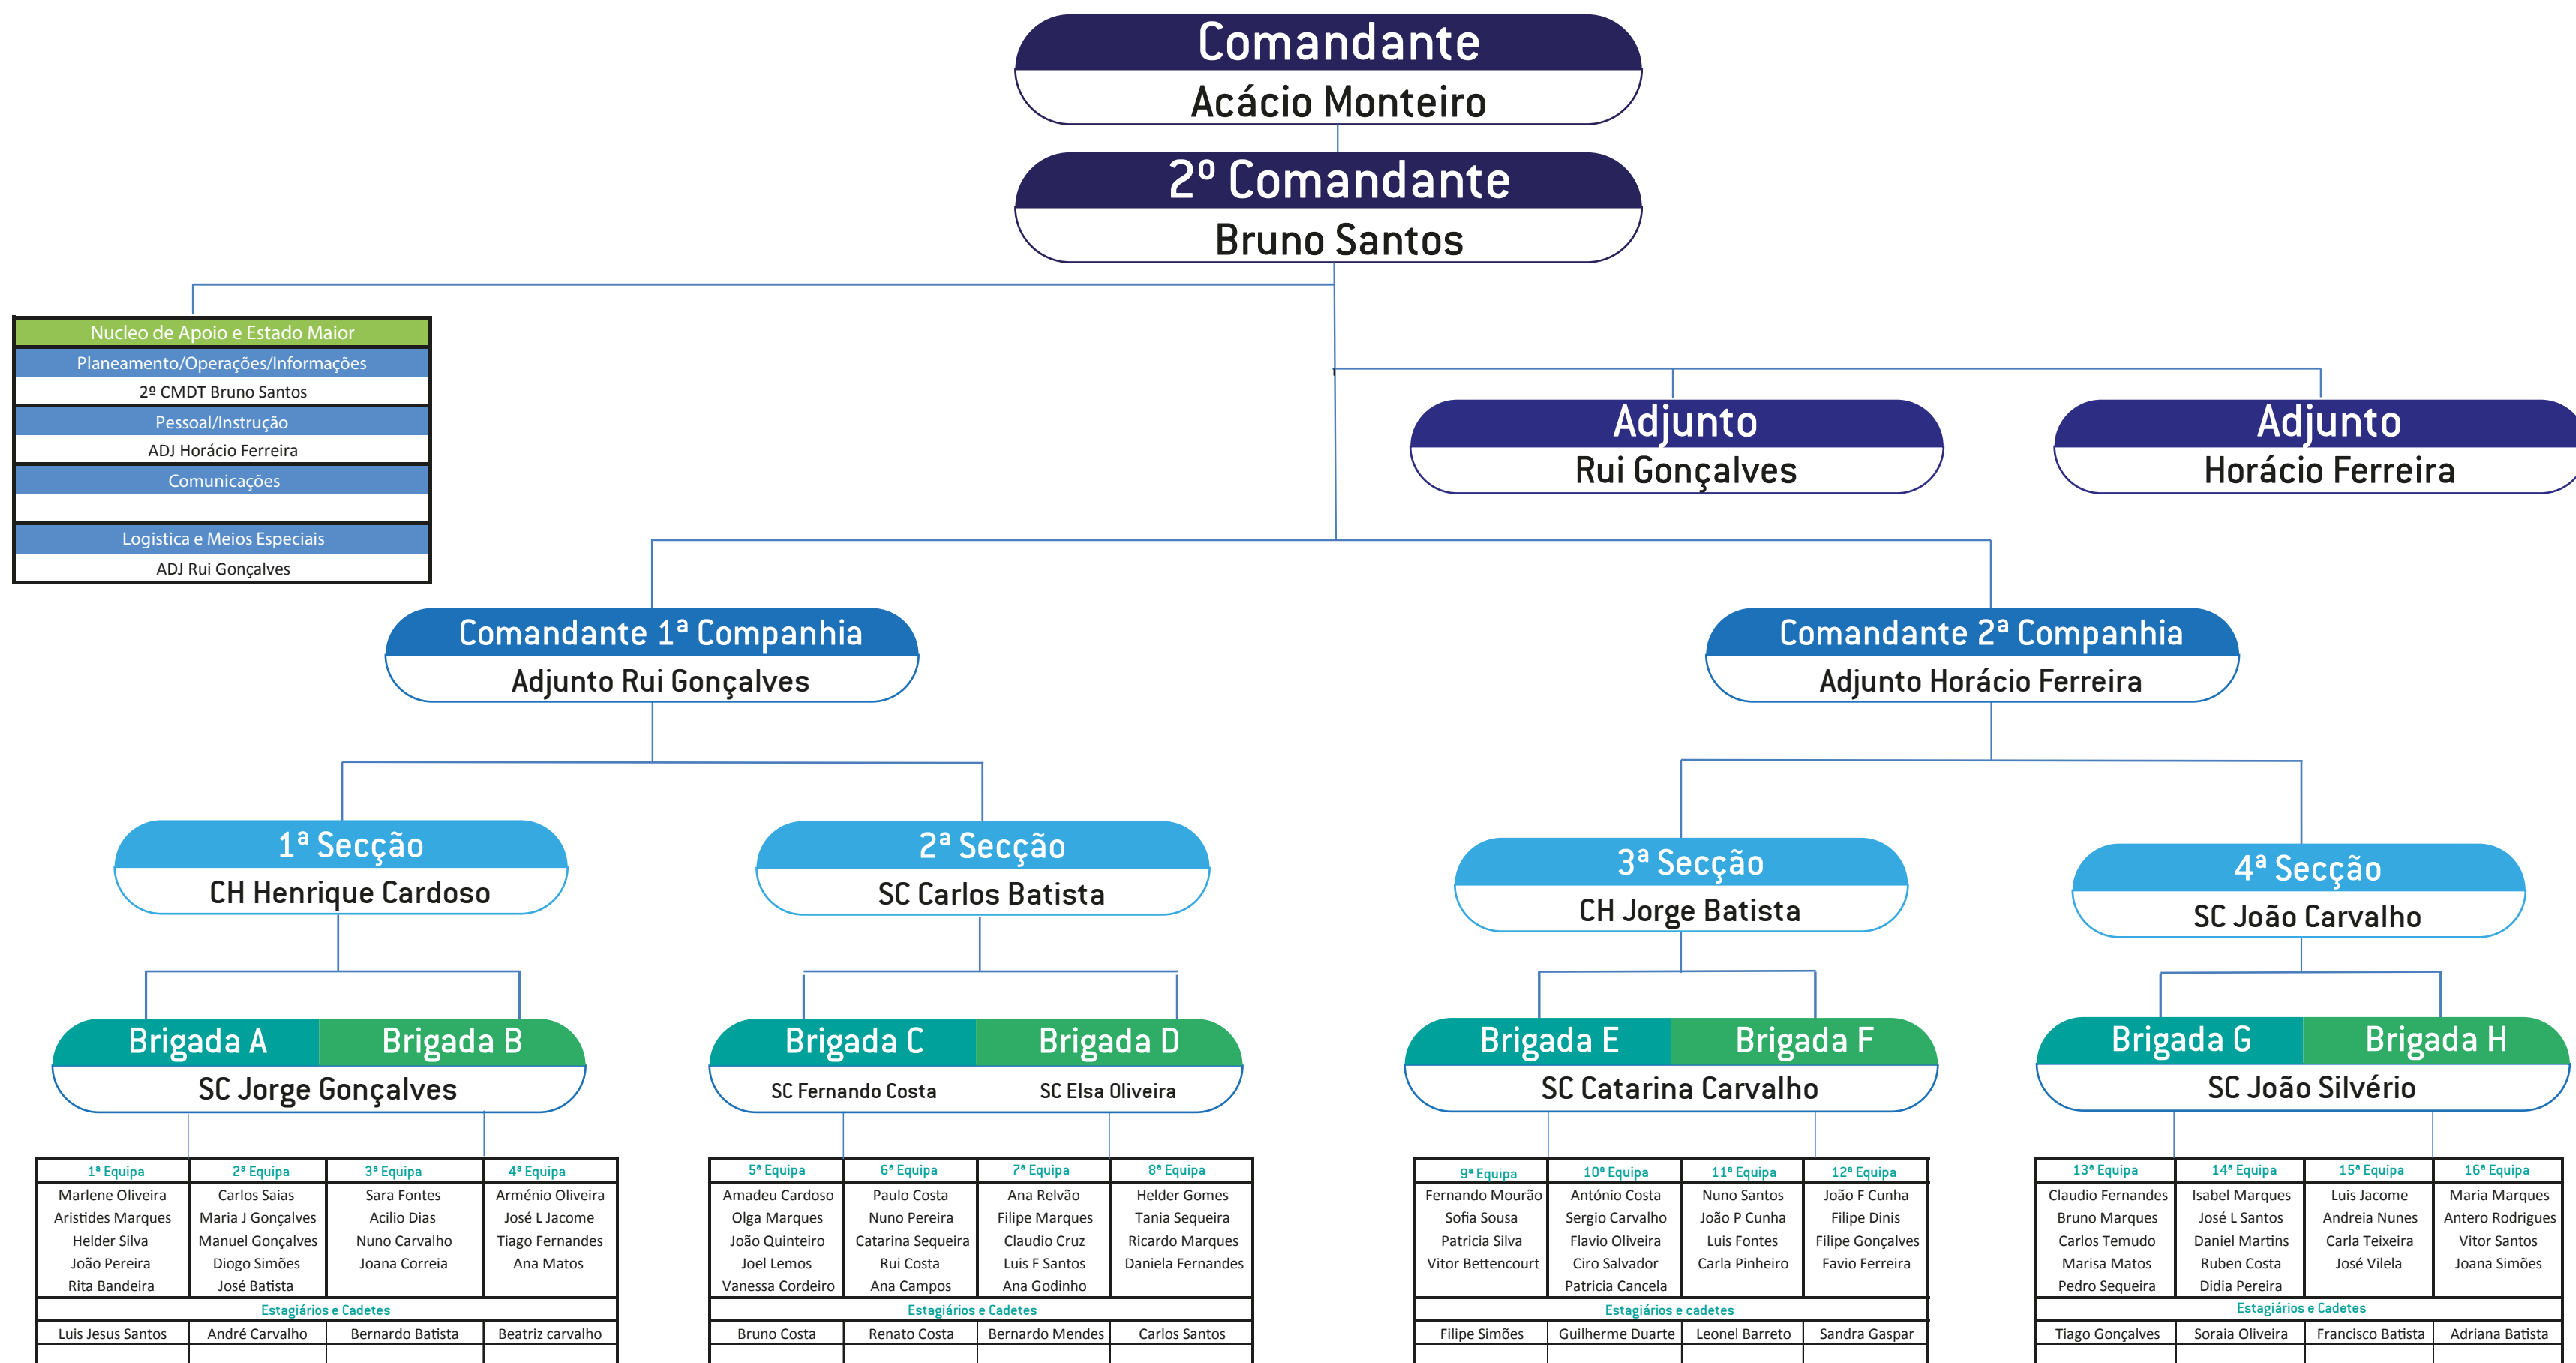 Comandante
Acácio Monteiro
2º Comandante
Bruno Santos
Nucleo de Apoio e Estado Maior
Planeamento/Operações/Informações
2º CMDT Bruno Santos
Pessoal/Instrução
ADJ Horácio Ferreira
Comunicações
Logistica e Meios Especiais
ADJ Rui Gonçalves
Adjunto
Rui Gonçalves
Adjunto
Horácio Ferreira
Comandante 1ª Companhia
Adjunto Rui Gonçalves
Comandante 2ª Companhia
Adjunto Horácio Ferreira
1ª Secção
CH Henrique Cardoso
2ª Secção
SC Carlos Batista
3ª Secção
CH Jorge Batista
4ª Secção
SC João Carvalho
Brigada A Brigada B
SC Jorge Gonçalves
Brigada C Brigada D
SC Fernando Costa SC Elsa Oliveira
Brigada E Brigada F
SC Catarina Carvalho
Brigada G Brigada H
SC João Silvério
1ª Equipa 2ª Equipa 3ª Equipa 4ª Equipa
Marlene Oliveira Carlos Saias Sara Fontes Arménio Oliveira
Aristides Marques Maria J Gonçalves Acilio Dias José L Jacome
Helder Silva Manuel Gonçalves Nuno Carvalho Tiago Fernandes
João Pereira Diogo Simões Joana Correia Ana Matos
Rita Bandeira José Batista
Estagiários e Cadetes
Luis Jesus Santos André Carvalho Bernardo Batista Beatriz carvalho
5ª Equipa 6ª Equipa 7ª Equipa 8ª Equipa
Amadeu Cardoso Paulo Costa Ana Relvão Helder Gomes
Olga Marques Nuno Pereira Filipe Marques Tania Sequeira
João Quinteiro Catarina Sequeira Claudio Cruz Ricardo Marques
Joel Lemos Rui Costa Luis F Santos Daniela Fernandes
Vanessa Cordeiro Ana Campos Ana Godinho
Estagiários e Cadetes
Bruno Costa Renato Costa Bernardo Mendes Carlos Santos
9ª Equipa 10ª Equipa 11ª Equipa 12ª Equipa
Fernando Mourão António Costa Nuno Santos João F Cunha
Sofia Sousa Sergio Carvalho João P Cunha Filipe Dinis
Patricia Silva Flavio Oliveira Luis Fontes Filipe Gonçalves
Vitor Bettencourt Ciro Salvador Carla Pinheiro Favio Ferreira
Patricia Cancela
Estagiários e cadetes
Filipe Simões Guilherme Duarte Leonel Barreto Sandra Gaspar
13ª Equipa 14ª Equipa 15ª Equipa 16ª Equipa
Claudio Fernandes Isabel Marques Luis Jacome Maria Marques
Bruno Marques José L Santos Andreia Nunes Antero Rodrigues
Carlos Temudo Daniel Martins Carla Teixeira Vitor Santos
Marisa Matos Ruben Costa José Vilela Joana Simões
Pedro Sequeira Didia Pereira
Estagiários e Cadetes
Tiago Gonçalves Soraia Oliveira Francisco Batista Adriana Batista